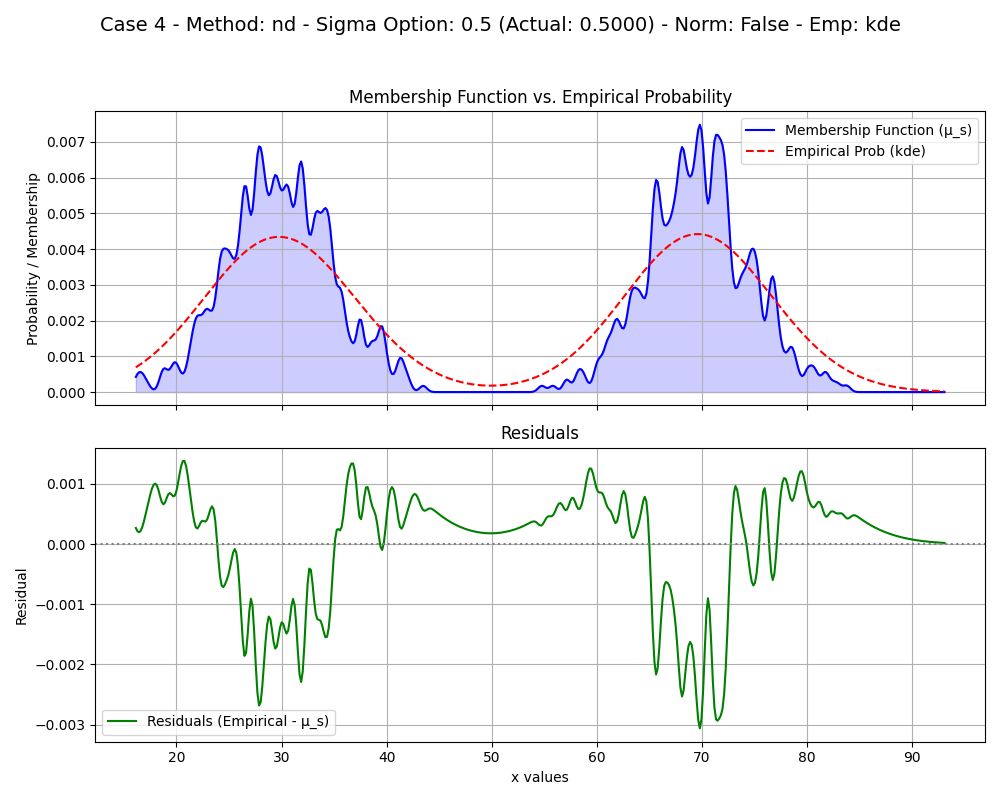 Case 4 - Method: nd - Sigma Option: 0.5 (Actual: 0.5000) - Norm: False - Emp: kde
Membership Function vs. Empirical Probability
Probability / Membership
0.007
0.006
0.005
0.004
0.003
0.002
0.001
0.000
Membership Function (μ_s)
Empirical Prob (kde)
Residuals
Residual
0.001
0.000
−0.001
−0.002
−0.003
Residuals (Empirical - μ_s)
20 30 40 50 60 70 80 90
x values